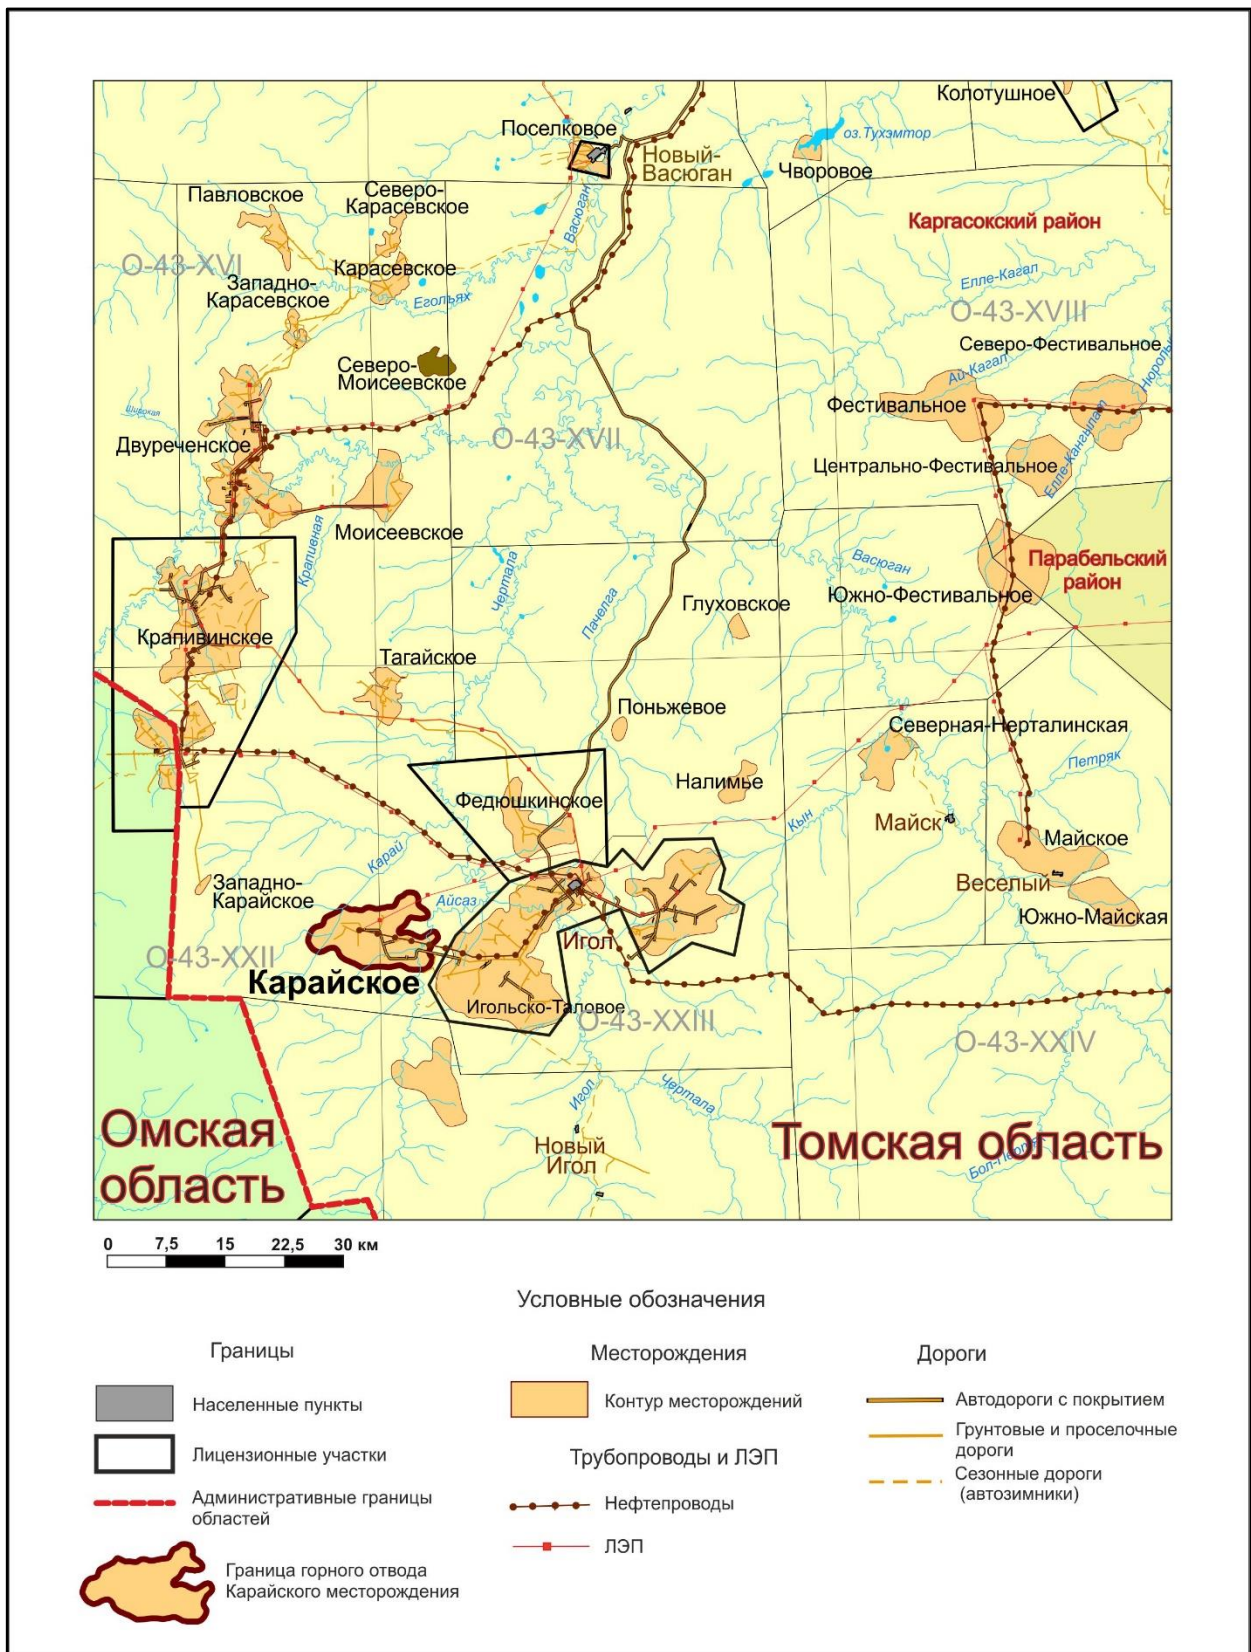 Колотушное
Поселковое
оз.Тухэмтор
Новый-
Васюган
Чворовое
Васюган
Павловское
Северо-
Карасевское
Каргасокский район
О-43-XVI
Карасевское
Западно-
Карасевское
Егольях
Елле-Кагал
О-43-XVIII
Северо-Фестивальное
Северо-
Моисеевское
Ай-Кагал
Фестивальное
Широкая
О-43-XVII
Двуреченское
Центрально-Фестивальное
Елле-Кангылат
Моисеевское
Крапивная
Чертала
Пачелга
Васюган
Парабельский
район
Глуховское
Южно-Фестивальное
Крапивинское
Тагайское
Поньжевое
Северная-Нерталинская
Петряк
Налимье
Федюшкинское
Кын
Майск
Майское
Карай
Западно-
Карайское
Айсаз
Веселый
Южно-Майская
Игол
О-43-XXII
Карайское
Игольско-Таловое
О-43-XXIII
О-43-XXIV
Игол
Чертала
Омская
область
Томская область
Новый
Игол
0 7,5 15 22,5 30 км
Условные обозначения
Границы
Населенные пункты
Лицензионные участки
Административные границы
областей
Граница горного отвода
Карайского месторождения
Месторождения
Контур месторождений
Трубопроводы и ЛЭП
Нефтепроводы
ЛЭП
Дороги
Автодороги с покрытием
Грунтовые и проселочные
дороги
Сезонные дороги
(автозимники)